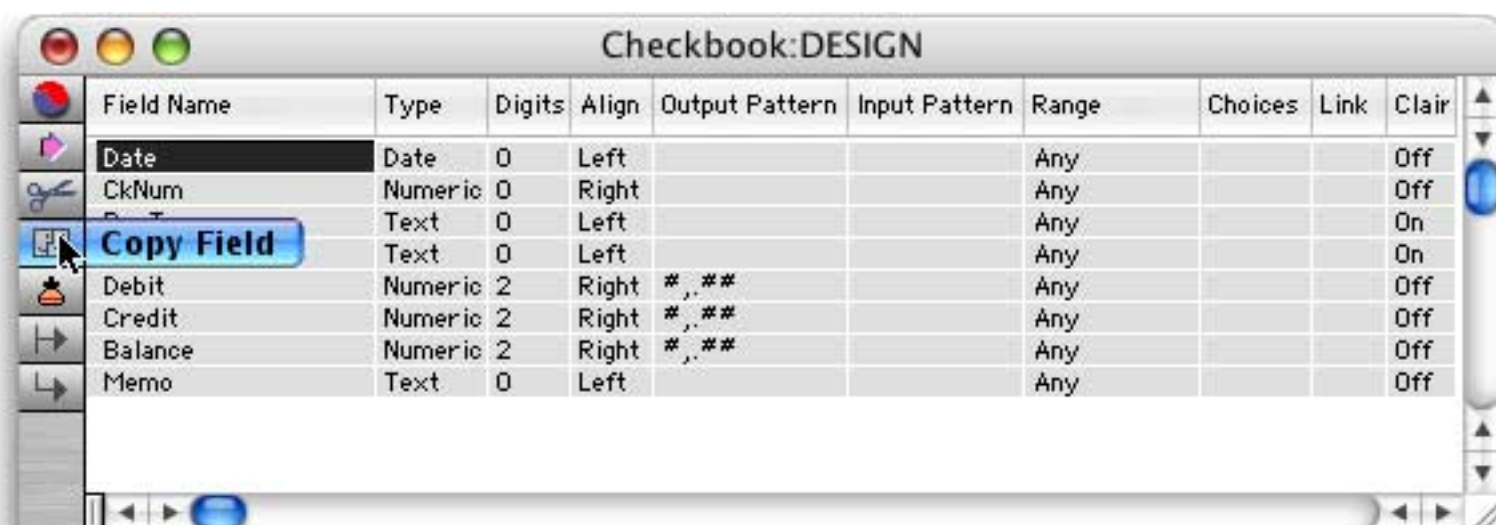 Checkbook:DESIGN
Field Name Type Digits Align Output Pattern Input Pattern Range Choices Link Clair
Date Date 0 Left Any Off
CkNum Numeric 0 Right Any Off
Text 0 Left Any On
Copy Field Text 0 Left Any On
Debit Numeric 2 Right #,.## Any Off
Credit Numeric 2 Right #,.## Any Off
Balance Numeric 2 Right #,.## Any Off
Memo Text 0 Left Any Off